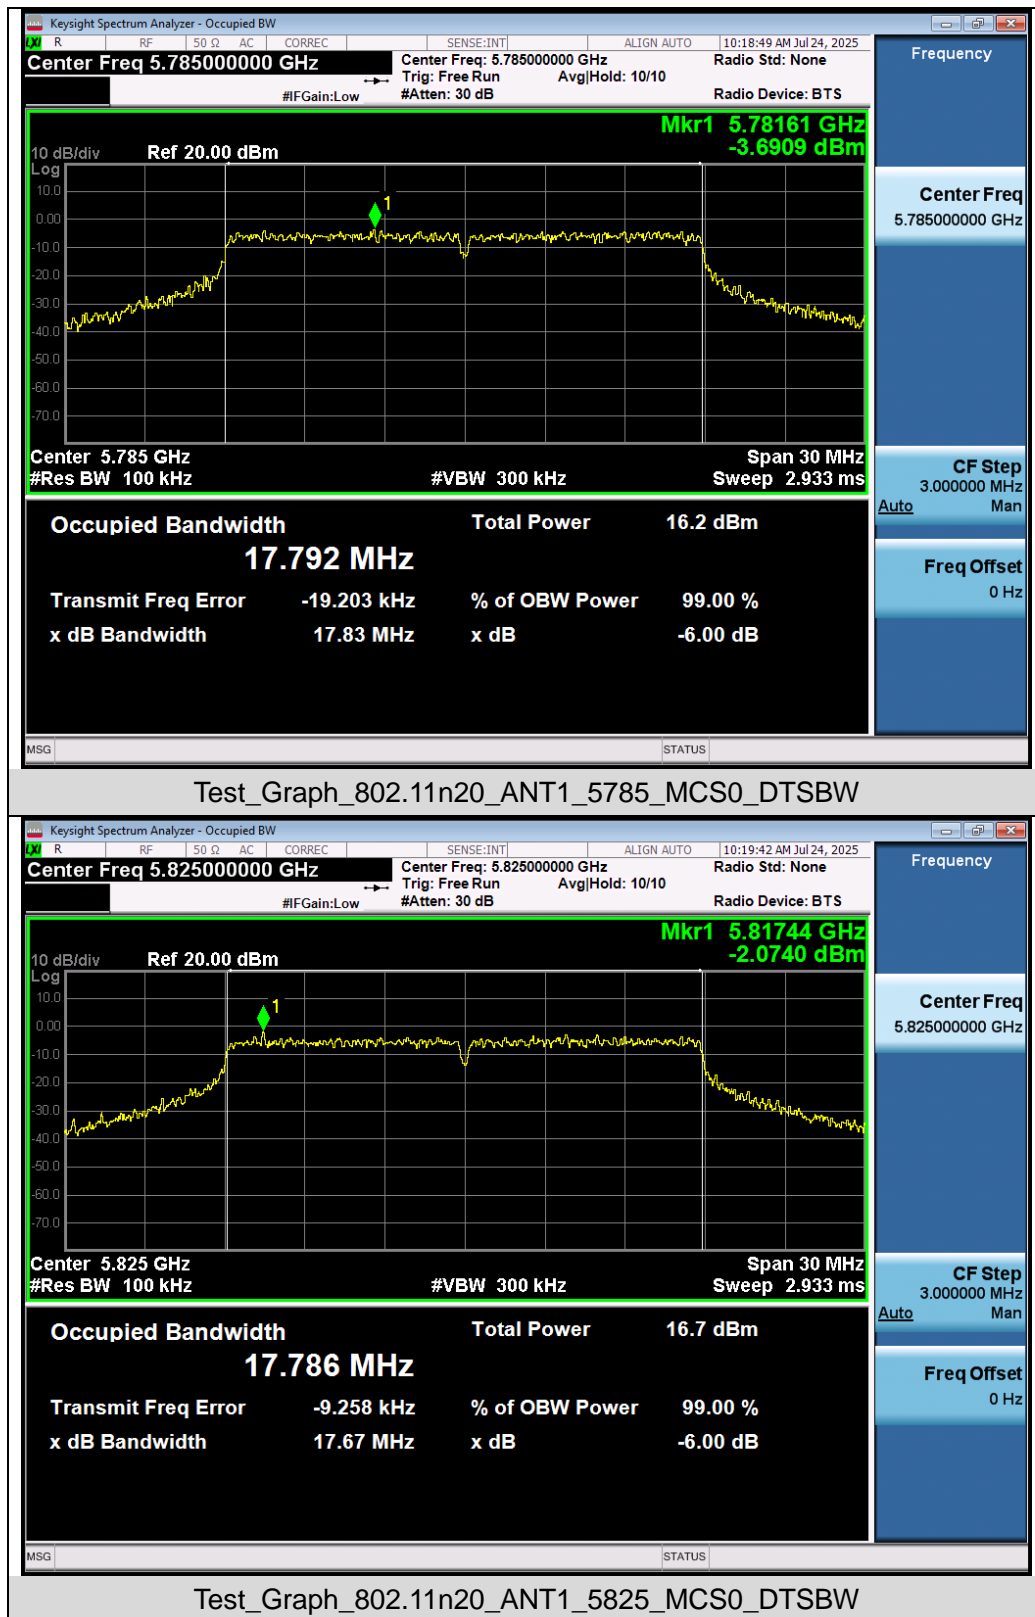 Keysight Spectrum Analyzer - Occupied BW
LXI R RF 50 Ω AC CORREC SENSE:INT ALIGN AUTO 10:18:49 AM Jul 24, 2025
Center Freq 5.785000000 GHz Center Freq: 5.785000000 GHz Radio Std: None Frequency
Trig: Free Run Avg|Hold: 10/10
#IFGain:Low #Atten: 30 dB Radio Device: BTS
Mkr1 5.78161 GHz
10 dB/div Ref 20.00 dBm -3.6909 dBm
Log
10.0
0.00
-10.0
-20.0
-30.0
-40.0
-50.0
-60.0
-70.0
1
Center Freq
5.785000000 GHz
Center 5.785 GHz Span 30 MHz
#Res BW 100 kHz #VBW 300 kHz Sweep 2.933 ms
CF Step
3.000000 MHz
Auto Man
Occupied Bandwidth Total Power 16.2 dBm
17.792 MHz
Transmit Freq Error -19.203 kHz % of OBW Power 99.00 %
x dB Bandwidth 17.83 MHz x dB -6.00 dB
Freq Offset
0 Hz
MSG STATUS
Test_Graph_802.11n20_ANT1_5785_MCS0_DTSBW
Keysight Spectrum Analyzer - Occupied BW
LXI R RF 50 Ω AC CORREC SENSE:INT ALIGN AUTO 10:19:42 AM Jul 24, 2025
Center Freq 5.825000000 GHz Center Freq: 5.825000000 GHz Radio Std: None Frequency
Trig: Free Run Avg|Hold: 10/10
#IFGain:Low #Atten: 30 dB Radio Device: BTS
Mkr1 5.81744 GHz
10 dB/div Ref 20.00 dBm -2.0740 dBm
Log
10.0
0.00
-10.0
-20.0
-30.0
-40.0
-50.0
-60.0
-70.0
1
Center Freq
5.825000000 GHz
Center 5.825 GHz Span 30 MHz
#Res BW 100 kHz #VBW 300 kHz Sweep 2.933 ms
CF Step
3.000000 MHz
Auto Man
Occupied Bandwidth Total Power 16.7 dBm
17.786 MHz
Transmit Freq Error -9.258 kHz % of OBW Power 99.00 %
x dB Bandwidth 17.67 MHz x dB -6.00 dB
Freq Offset
0 Hz
MSG STATUS
Test_Graph_802.11n20_ANT1_5825_MCS0_DTSBW